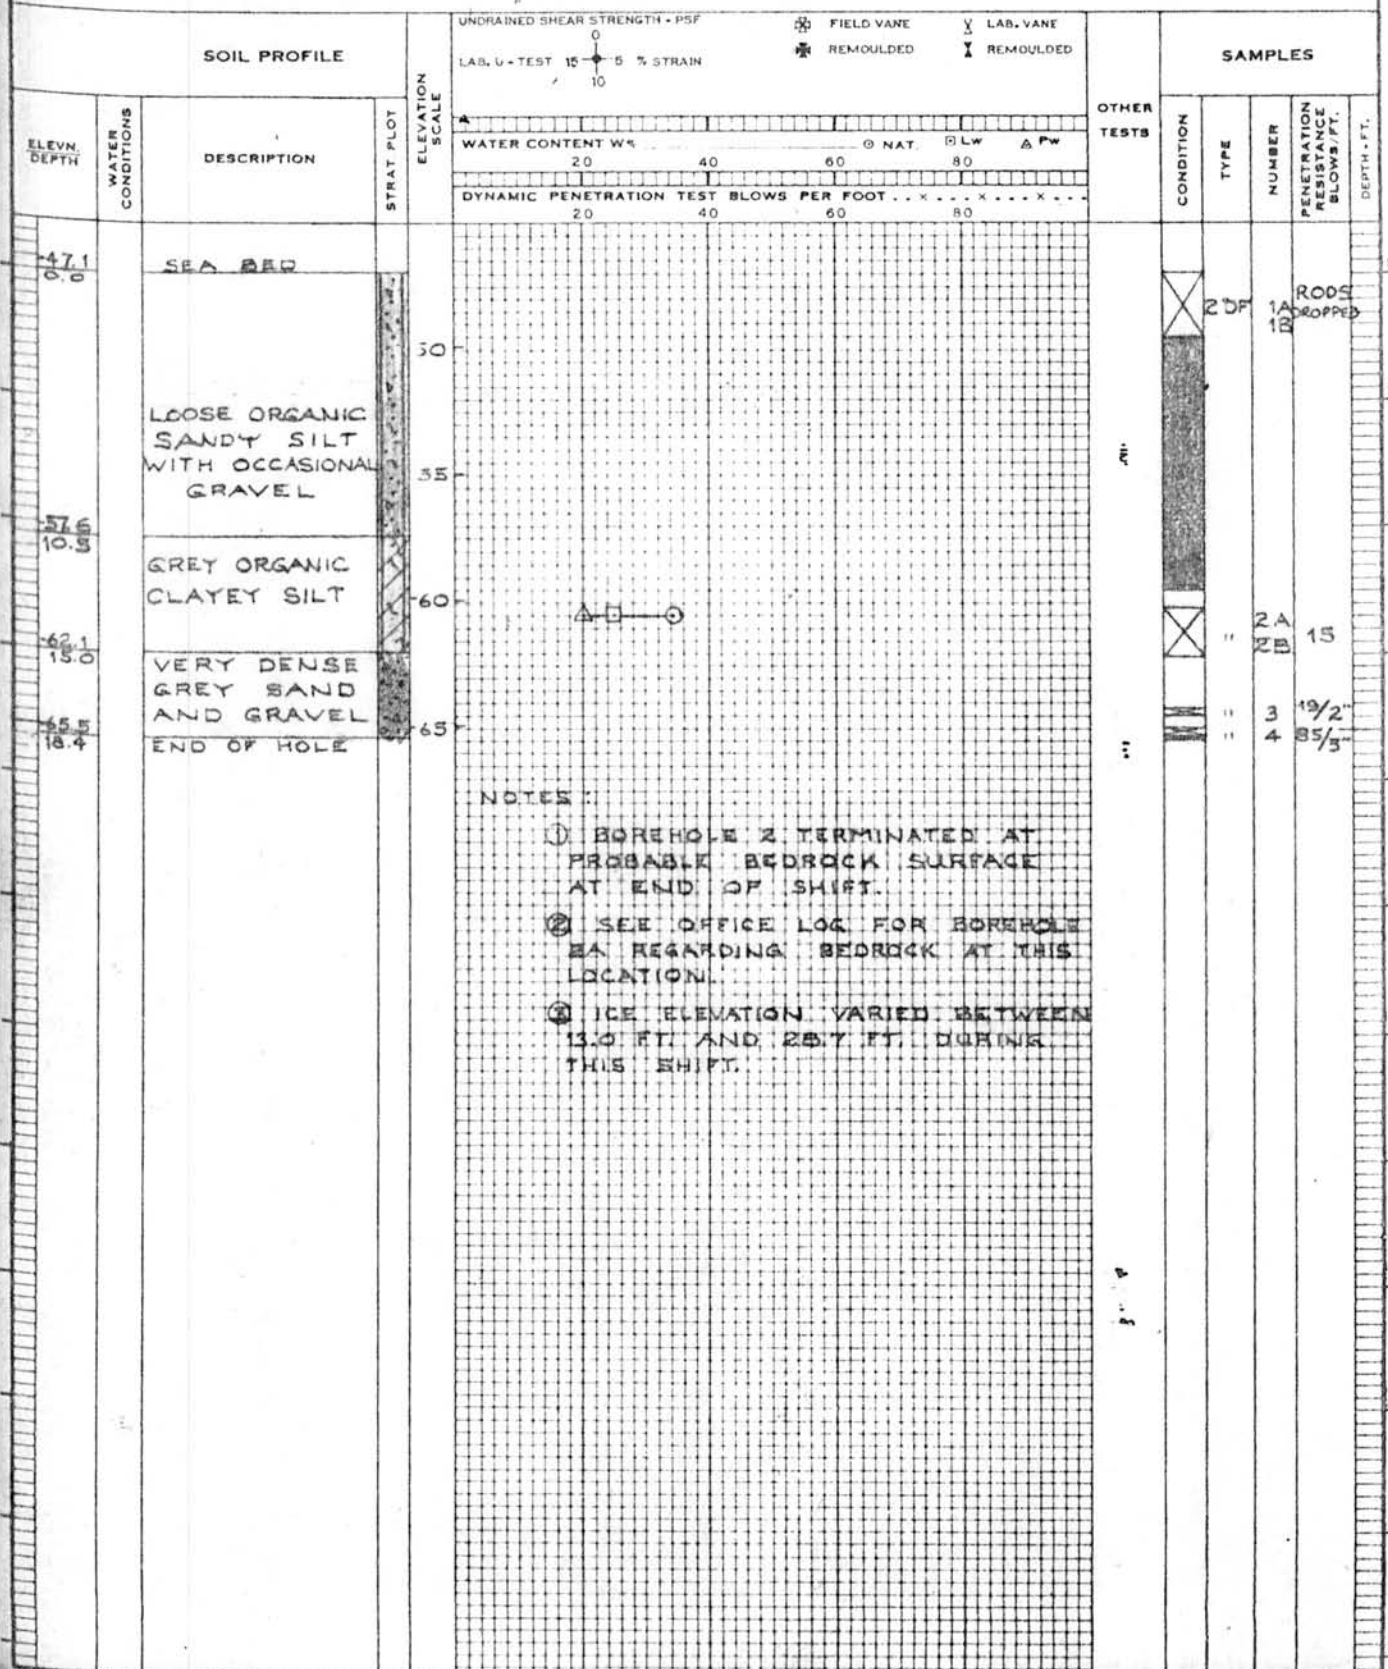 UNDRAINED SHEAR STRENGTH - PSF
0
LAB. U - TEST 15 5 % STRAIN
10
FIELD VANE
LAB. VANE
REMOULDED
REMOULDED
SOIL PROFILE
SAMPLES
ELEVN.
DEPTH
WATER CONDITIONS
DESCRIPTION
STRAT PLOT
ELEVATION SCALE
WATER CONTENT W% NAT. LW PW
20 40 60 80
DYNAMIC PENETRATION TEST BLOWS PER FOOT . . x . . . . x . . . . x . . . .
20 40 60 80
OTHER TESTS
CONDITION
TYPE
NUMBER
PENETRATION RESISTANCE BLOWS/FT.
DEPTH - FT.
-47.1
0.0
SEA BED
2"DF
1A
1B
RODS
DROPPED
50
LOOSE ORGANIC
SANDY SILT
WITH OCCASIONAL
GRAVEL
-55
-57.6
10.5
GREY ORGANIC
CLAYEY SILT
-60
2A
2B
"
15
-62.1
15.0
VERY DENSE
GREY SAND
AND GRAVEL
" 3 19/2"
-65.5
18.4
-65
END OF HOLE
" 4 85/3"
NOTES :
① BOREHOLE 2 TERMINATED AT
PROBABLE BEDROCK SURFACE
AT END OF SHIFT.
② SEE OFFICE LOG FOR BOREHOLE
2A REGARDING BEDROCK AT THIS
LOCATION.
③ ICE ELEVATION VARIED BETWEEN
13.0 FT. AND 28.7 FT. DURING
THIS SHIFT.